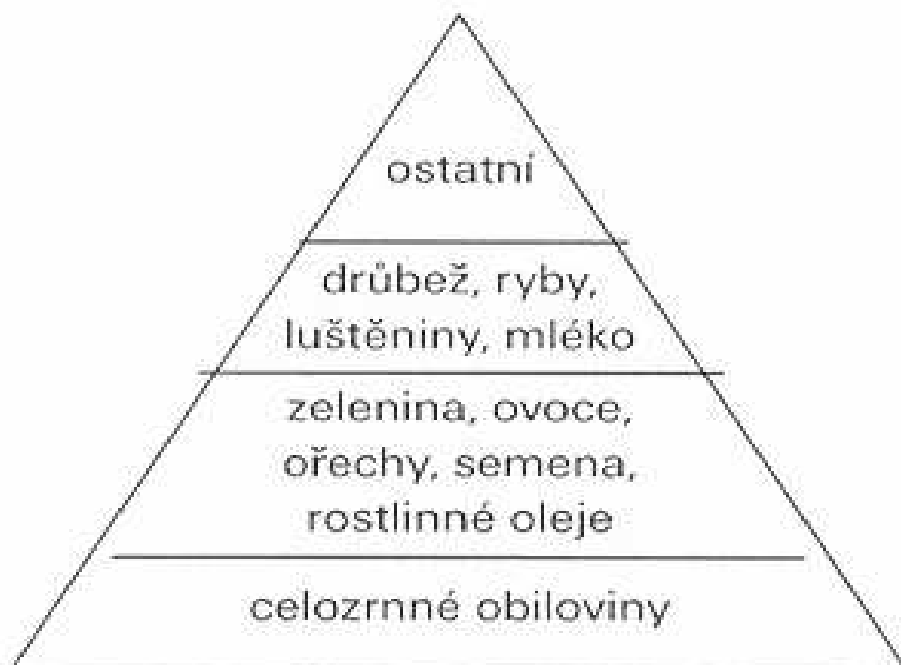 ostatní
drůbež, ryby,
luštěniny, mléko
zelenina, ovoce,
ořechy, semena,
rostlinné oleje
celozrnné obiloviny